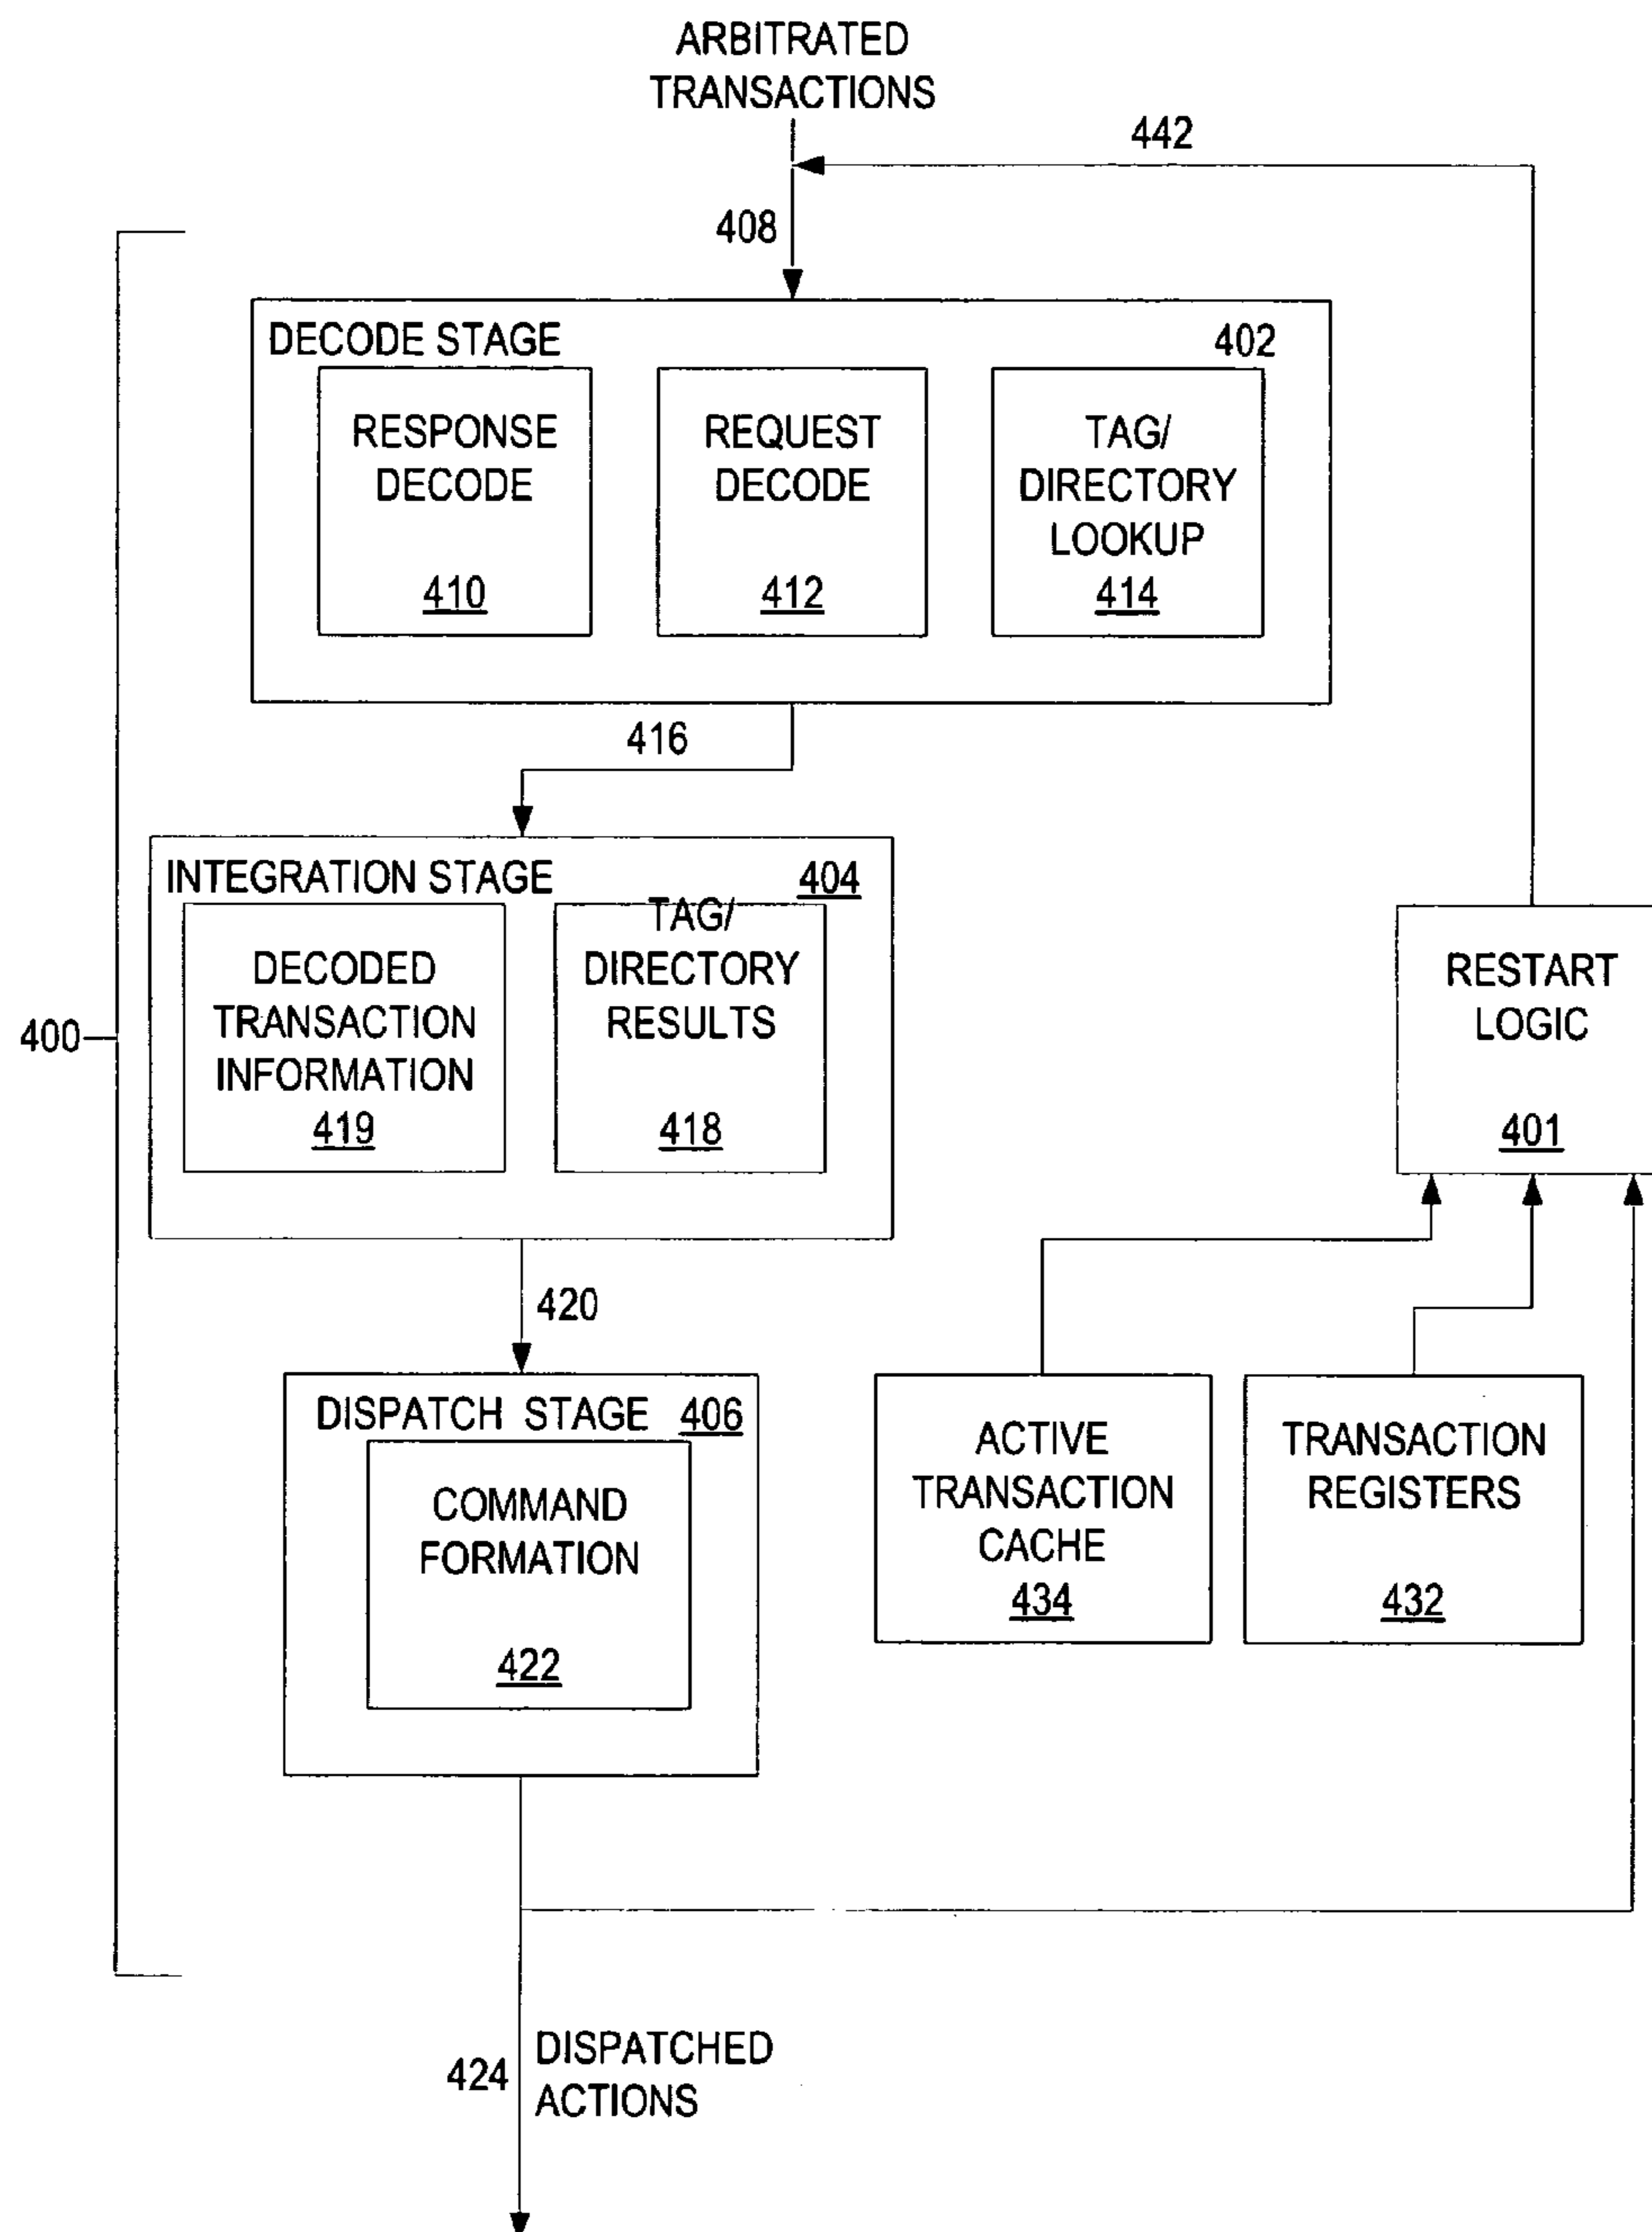 ARBITRATED
TRANSACTIONS
442
408
DECODE STAGE 402
RESPONSE
DECODE
410
REQUEST
DECODE
412
TAG/
DIRECTORY
LOOKUP
414
416
INTEGRATION STAGE 404
DECODED
TRANSACTION
INFORMATION
419
TAG/
DIRECTORY
RESULTS
418
RESTART
LOGIC
401
400
420
DISPATCH STAGE 406
COMMAND
FORMATION
422
ACTIVE
TRANSACTION
CACHE
434
TRANSACTION
REGISTERS
432
424
DISPATCHED
ACTIONS